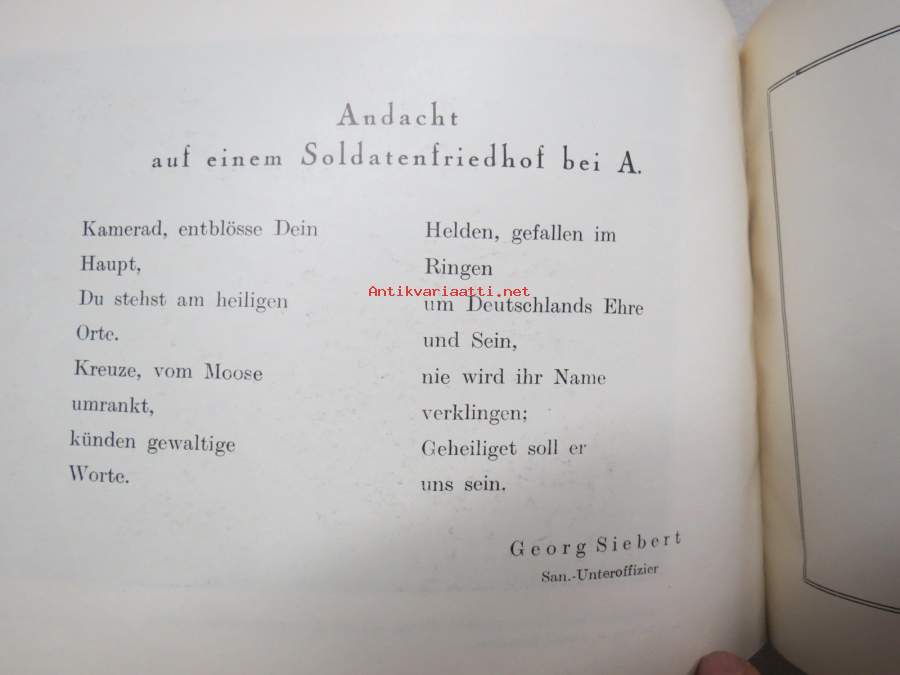 Andacht
auf einem Soldatenfriedhof bei A.
Kamerad, entblösse Dein
Haupt,
Du stehst am heiligen
Orte.
Kreuze, vom Moose
umrankt,
künden gewaltige
Worte.
Helden, gefallen im
Ringen
Antikvariaatti.net
um Deutschlands Ehre
und Sein,
nie wird ihr Name
verklingen;
Geheiliget soll er
uns sein.
Georg Siebert
San.-Unteroffizier